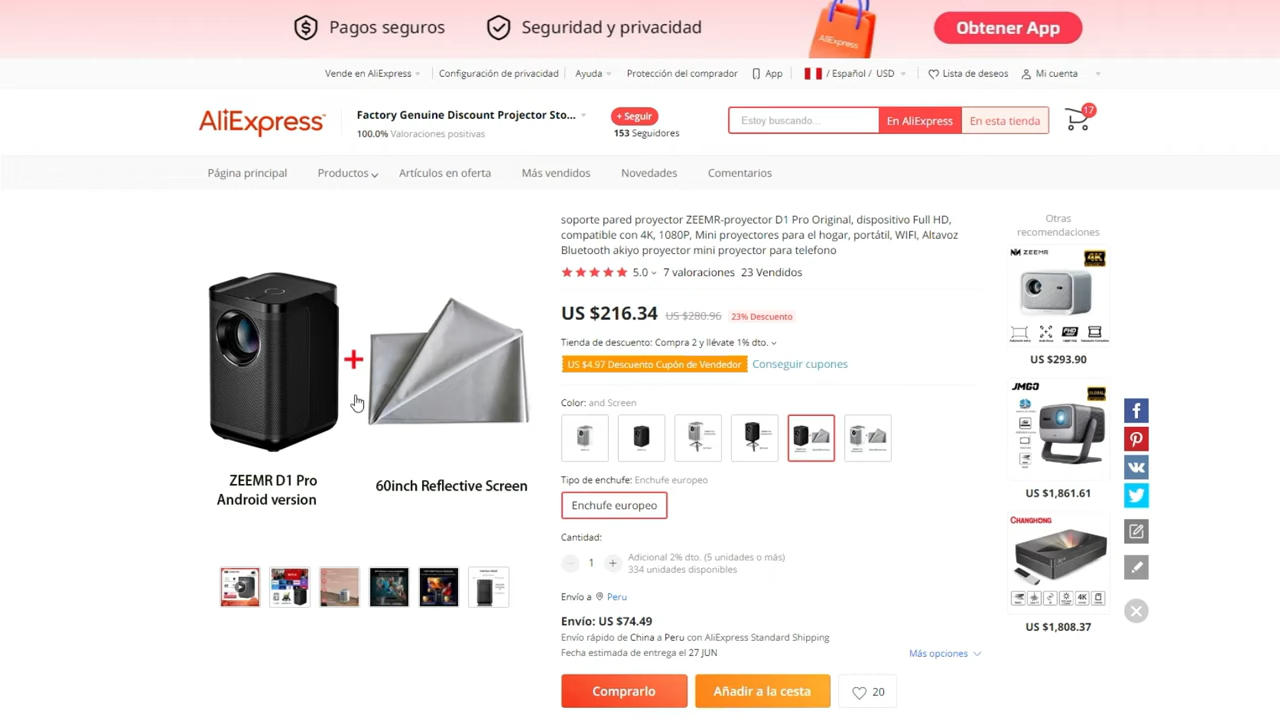 Pagos seguros
Seguridad y privacidad
AliExpress
Obtener App
Vende en AliExpress
Configuración de privacidad
Ayuda
Protección del comprador
App
/ Español / USD
Lista de deseos
Mi cuenta
AliExpress
Factory Genuine Discount Projector Sto...
100.0% Valoraciones positivas
+ Seguir
153 Seguidores
Estoy buscando...
En AliExpress
En esta tienda
17
Página principal
Productos
Artículos en oferta
Más vendidos
Novedades
Comentarios
ZEEMR D1 Pro
Android version
60inch Reflective Screen
soporte pared proyector ZEEMR-proyector D1 Pro Original, dispositivo Full HD,
compatible con 4K, 1080P, Mini proyectores para el hogar, portátil, WIFI, Altavoz
Bluetooth akiyo proyector mini proyector para telefono
5.0
7 valoraciones
23 Vendidos
US $216.34
US $280.96
23% Descuento
Tienda de descuento: Compra 2 y llévate 1% dto.
US $4.97 Descuento Cupón de Vendedor
Conseguir cupones
Color: and Screen
Tipo de enchufe: Enchufe europeo
Enchufe europeo
Cantidad:
1
Adicional 2% dto. (5 unidades o más)
334 unidades disponibles
Envío a Peru
Envío: US $74.49
Envío rápido de China a Peru con AliExpress Standard Shipping
Fecha estimada de entrega el 27 JUN
Más opciones
Comprarlo
Añadir a la cesta
20
Otras
recomendaciones
ZEEMR
4K
US $293.90
JMGO
US $1,861.61
CHANGHONG
US $1,808.37